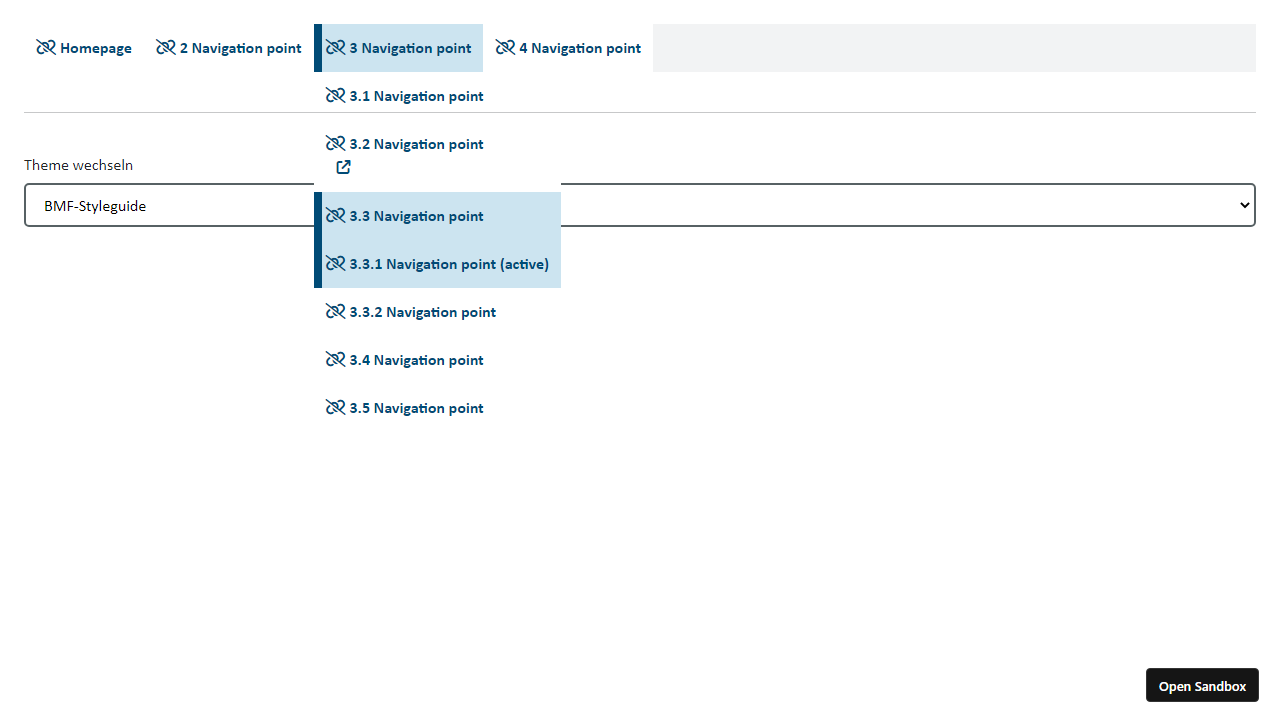 Homepage 2 Navigation point 3 Navigation point 4 Navigation point
3.1 Navigation point
3.2 Navigation point
Theme wechseln
BMF-Styleguide
3.3 Navigation point
3.3.1 Navigation point (active)
3.3.2 Navigation point
3.4 Navigation point
3.5 Navigation point
Open Sandbox